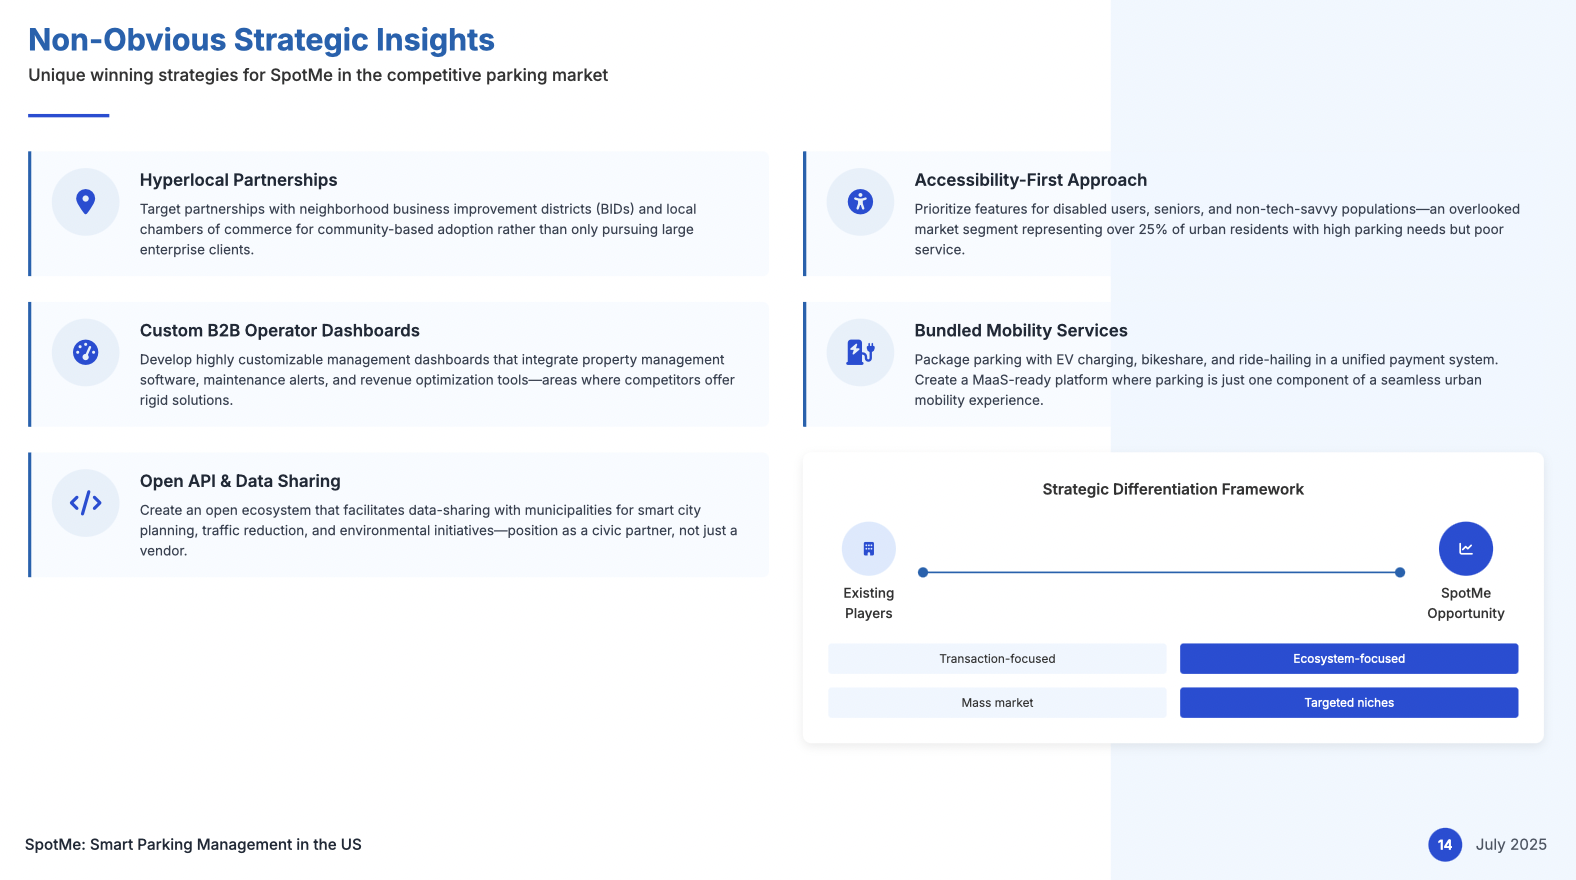 Non-Obvious Strategic Insights
Unique winning strategies for SpotMe in the competitive parking market
Hyperlocal Partnerships
Target partnerships with neighborhood business improvement districts (BIDs) and local
chambers of commerce for community-based adoption rather than only pursuing large
enterprise clients.
Accessibility-First Approach
Prioritize features for disabled users, seniors, and non-tech-savvy populations—an overlooked
market segment representing over 25% of urban residents with high parking needs but poor
service.
Custom B2B Operator Dashboards
Develop highly customizable management dashboards that integrate property management
software, maintenance alerts, and revenue optimization tools—areas where competitors offer
rigid solutions.
Bundled Mobility Services
Package parking with EV charging, bikeshare, and ride-hailing in a unified payment system.
Create a MaaS-ready platform where parking is just one component of a seamless urban
mobility experience.
Open API & Data Sharing
Create an open ecosystem that facilitates data-sharing with municipalities for smart city
planning, traffic reduction, and environmental initiatives—position as a civic partner, not just a
vendor.
Strategic Differentiation Framework
Existing
Players
SpotMe
Opportunity
Transaction-focused
Ecosystem-focused
Mass market
Targeted niches
SpotMe: Smart Parking Management in the US
14
July 2025